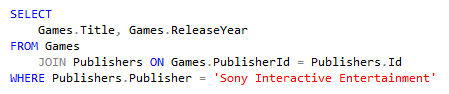 SELECT
    Games.Title, Games.ReleaseYear
FROM Games
    JOIN Publishers ON Games.PublisherId = Publishers.Id
WHERE Publishers.Publisher = 'Sony Interactive Entertainment'